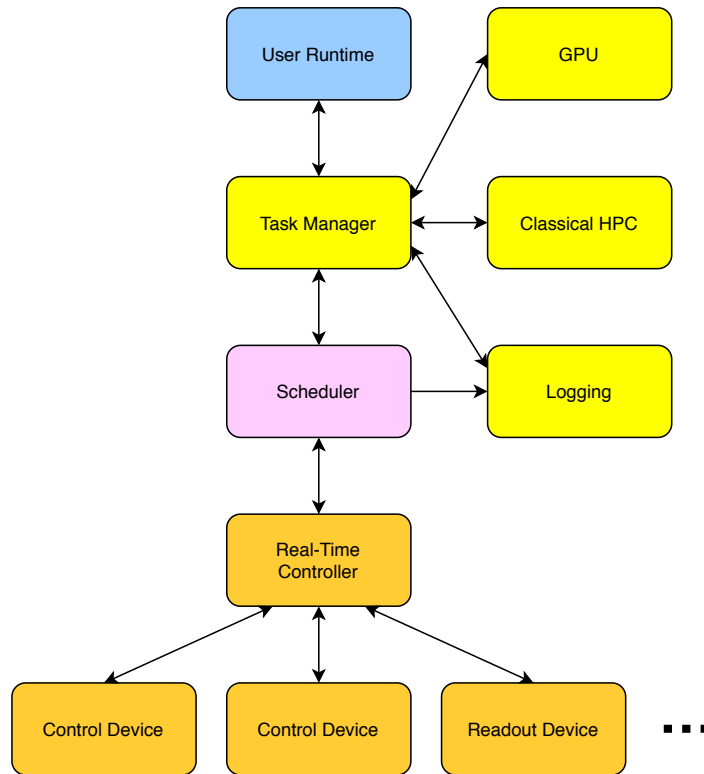 User Runtime
GPU
Task Manager
Classical HPC
Scheduler
Logging
Real-Time
Controller
Control Device
Control Device
Readout Device